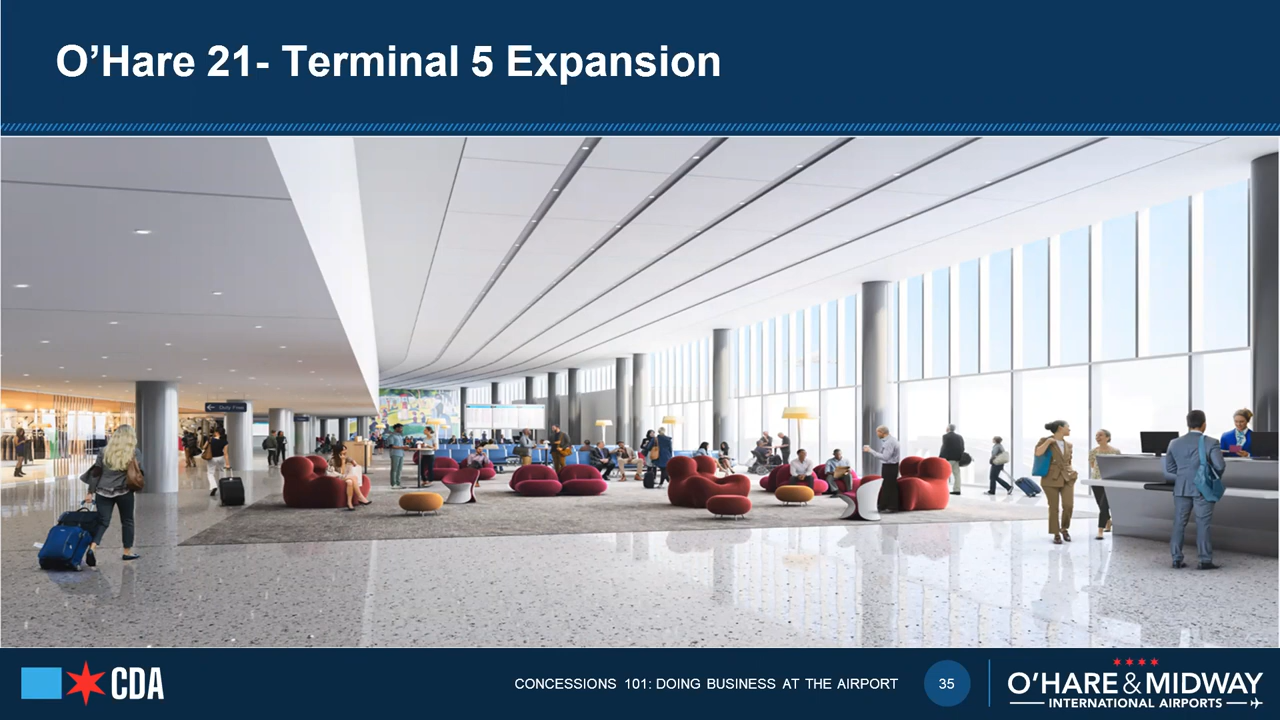 O’Hare 21- Terminal 5 Expansion
← Duty Free
CDA
CONCESSIONS 101: DOING BUSINESS AT THE AIRPORT
35
O’HARE & MIDWAY
INTERNATIONAL AIRPORTS